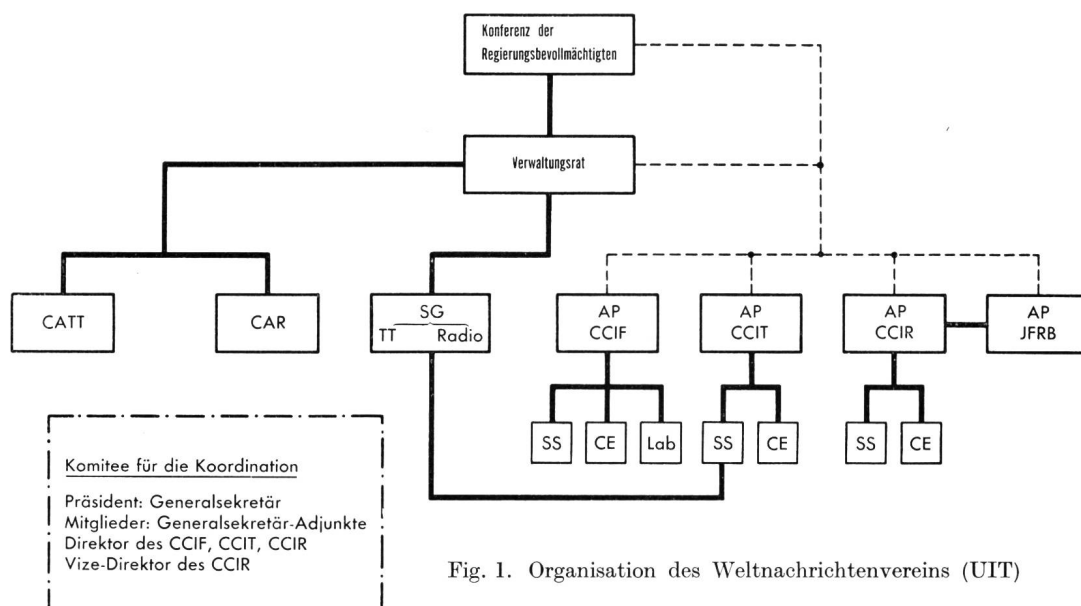 Konferenz der
Regierungsbevollmächtigten
Verwaltungsrat
CATT
CAR
SG
TT Radio
AP
CCIF
AP
CCIT
AP
CCIR
AP
JFRB
SS
CE
Lab
SS
CE
SS
CE
Komitee für die Koordination
Präsident: Generalsekretär
Mitglieder: Generalsekretär-Adjunkte
Direktor des CCIF, CCIT, CCIR
Vize-Direktor des CCIR
Fig. 1. Organisation des Weltnachrichtenvereins (UIT)